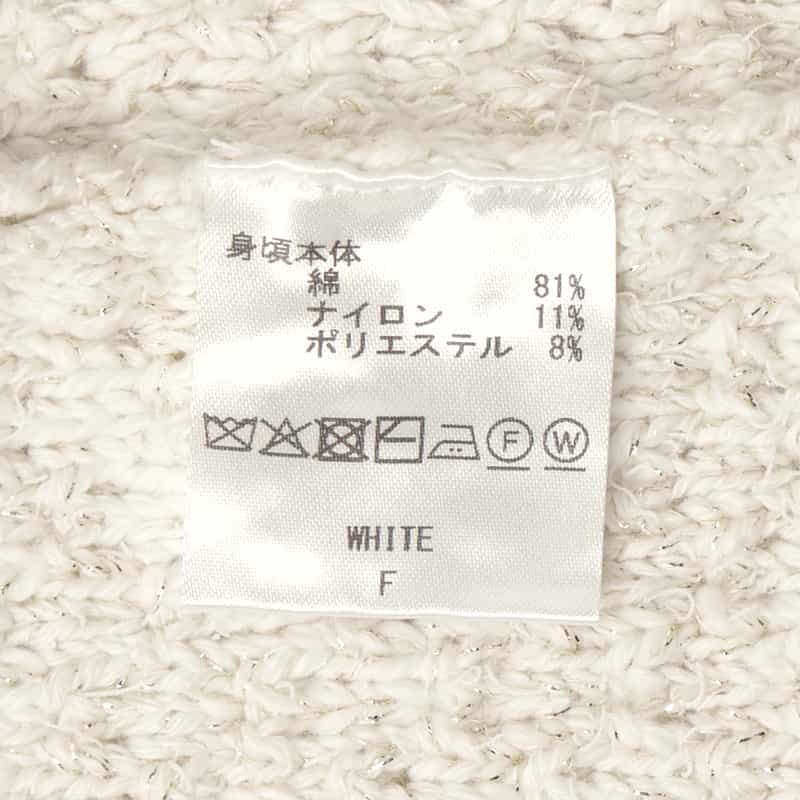 身頃本体
綿 81%
ナイロン 11%
ポリエステル 8%
F W
WHITE
F